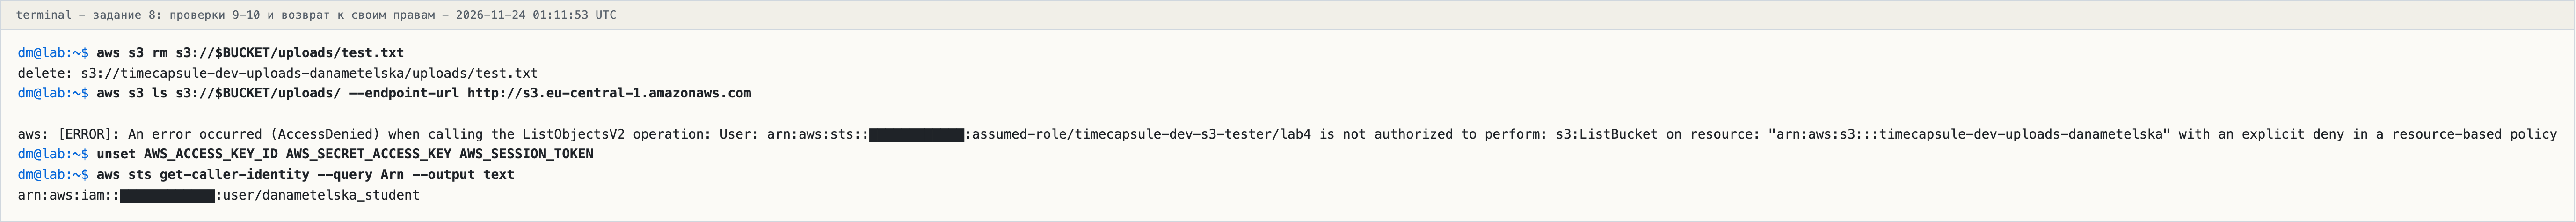 terminal – задание 8: проверки 9-10 и возврат к своим правам – 2026-11-24 01:11:53 UTC
dm@lab:~$ aws s3 rm s3://$BUCKET/uploads/test.txt
delete: s3://timecapsule-dev-uploads-danametelska/uploads/test.txt
dm@lab:~$ aws s3 ls s3://$BUCKET/uploads/ --endpoint-url http://s3.eu-central-1.amazonaws.com
aws: [ERROR]: An error occurred (AccessDenied) when calling the ListObjectsV2 operation: User: arn:aws:sts:::assumed-role/timecapsule-dev-s3-tester/lab4 is not authorized to perform: s3:ListBucket on resource: "arn:aws:s3:::timecapsule-dev-uploads-danametelska" with an explicit deny in a resource-based policy
dm@lab:~$ unset AWS_ACCESS_KEY_ID AWS_SECRET_ACCESS_KEY AWS_SESSION_TOKEN
dm@lab:~$ aws sts get-caller-identity --query Arn --output text
arn:aws:iam:::user/danametelska_student